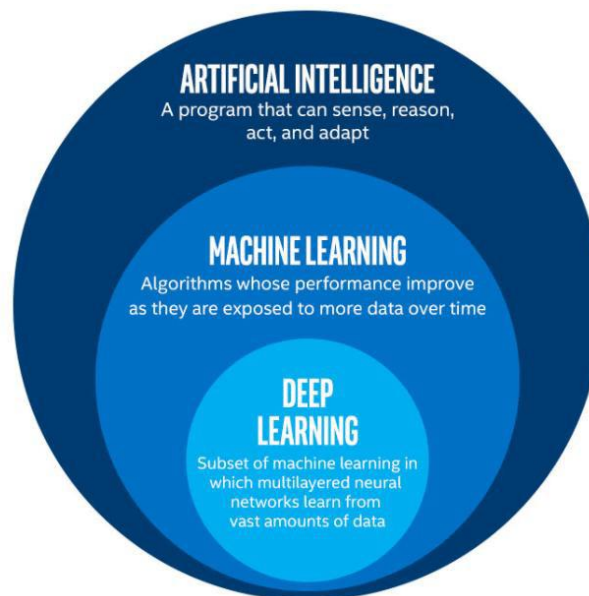 ARTIFICIAL INTELLIGENCE
A program that can sense, reason,
act, and adapt
MACHINE LEARNING
Algorithms whose performance improve
as they are exposed to more data over time
DEEP
LEARNING
Subset of machine learning in
which multilayered neural
networks learn from
vast amounts of data